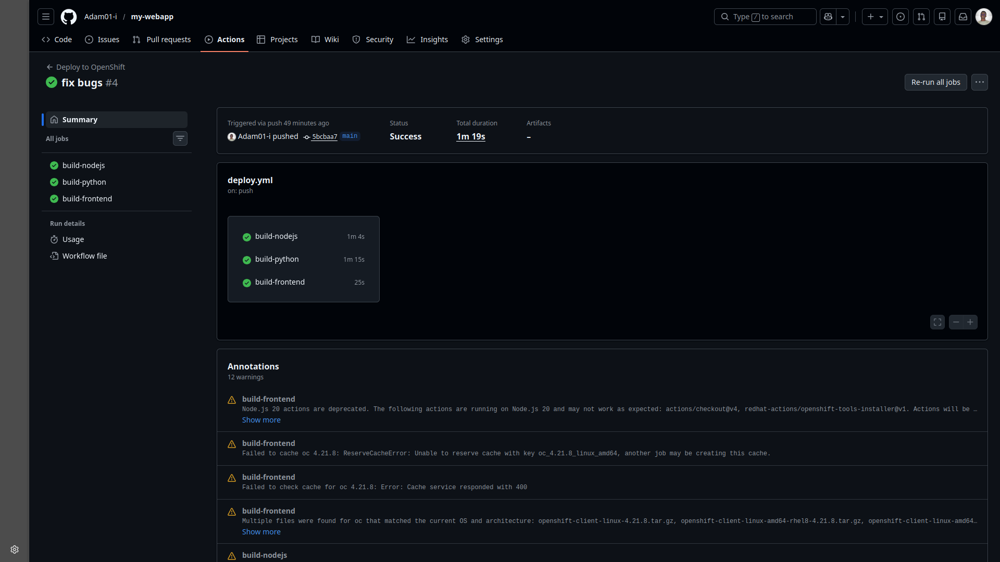 Adam01-i / my-webapp
Type / to search
Code
Issues
Pull requests
Actions
Projects
Wiki
Security
Insights
Settings
Deploy to OpenShift
fix bugs #4
Re-run all jobs
Summary
All jobs
build-nodejs
build-python
build-frontend
Run details
Usage
Workflow file
Triggered via push 49 minutes ago
Adam01-i pushed 5bcbaa7 main
Status
Success
Total duration
1m 19s
Artifacts
–
deploy.yml
on: push
build-nodejs 1m 4s
build-python 1m 15s
build-frontend 25s
Annotations
12 warnings
build-frontend
Node.js 20 actions are deprecated. The following actions are running on Node.js 20 and may not work as expected: actions/checkout@v4, redhat-actions/openshift-tools-installer@v1. Actions will be …
Show more
build-frontend
Failed to cache oc 4.21.8: ReserveCacheError: Unable to reserve cache with key oc_4.21.8_linux_amd64, another job may be creating this cache.
build-frontend
Failed to check cache for oc 4.21.8: Error: Cache service responded with 400
build-frontend
Multiple files were found for oc that matched the current OS and architecture: openshift-client-linux-4.21.8.tar.gz, openshift-client-linux-amd64-rhel8-4.21.8.tar.gz, openshift-client-linux-amd64…
Show more
build-nodejs